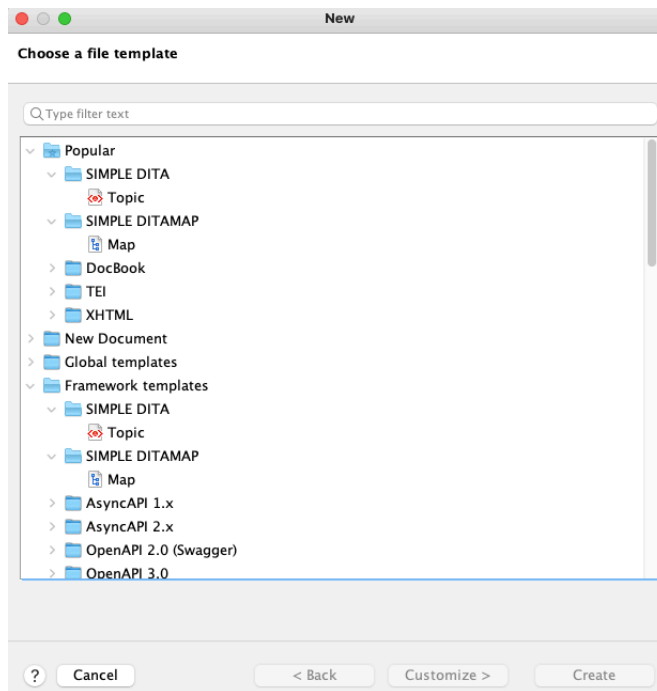 New
Choose a file template
Type filter text
Popular
SIMPLE DITA
Topic
SIMPLE DITAMAP
Map
DocBook
TEI
XHTML
New Document
Global templates
Framework templates
SIMPLE DITA
Topic
SIMPLE DITAMAP
Map
AsyncAPI 1.x
AsyncAPI 2.x
OpenAPI 2.0 (Swagger)
OpenAPI 3.0
? Cancel < Back Customize > Create